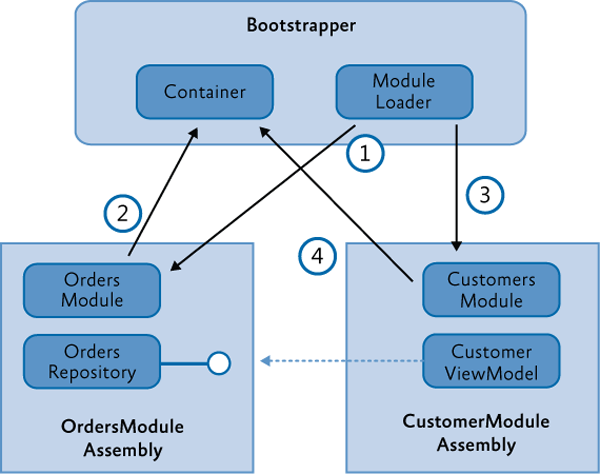 Bootstrapper
Container
Module
Loader
1
2
3
4
Orders
Module
Customers
Module
Orders
Repository
Customer
ViewModel
OrdersModule
Assembly
CustomerModule
Assembly